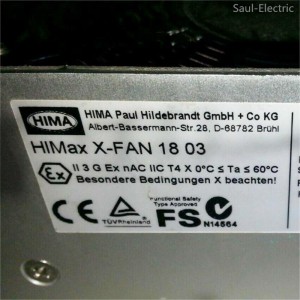 Saul-Electric
HIMA
HIMA Paul Hildebrandt GmbH + Co KG
Albert-Bassermann-Str.28, D-68782 Brühl
HIMax X-FAN 18 03
Ex II 3 G Ex nAC IIC T4 X 0°C ≤ Ta ≤ 60°C
Besondere Bedingungen X beachten!
CE
TÜVRheinland
Functional Safety
Type Approved
FS
N14564